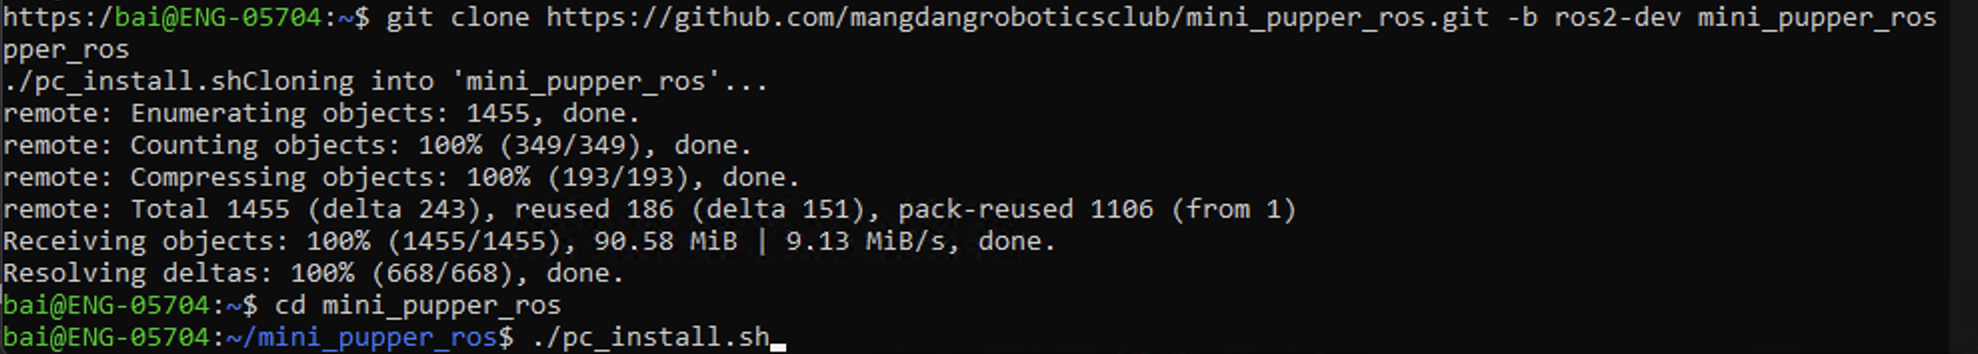 https:/bai@ENG-05704:~$ git clone https://github.com/mangdangroboticsclub/mini_pupper_ros.git -b ros2-dev mini_pupper_ros
pper_ros
./pc_install.shCloning into 'mini_pupper_ros'...
remote: Enumerating objects: 1455, done.
remote: Counting objects: 100% (349/349), done.
remote: Compressing objects: 100% (193/193), done.
remote: Total 1455 (delta 243), reused 186 (delta 151), pack-reused 1106 (from 1)
Receiving objects: 100% (1455/1455), 90.58 MiB | 9.13 MiB/s, done.
Resolving deltas: 100% (668/668), done.
bai@ENG-05704:~$ cd mini_pupper_ros
bai@ENG-05704:~/mini_pupper_ros$ ./pc_install.sh